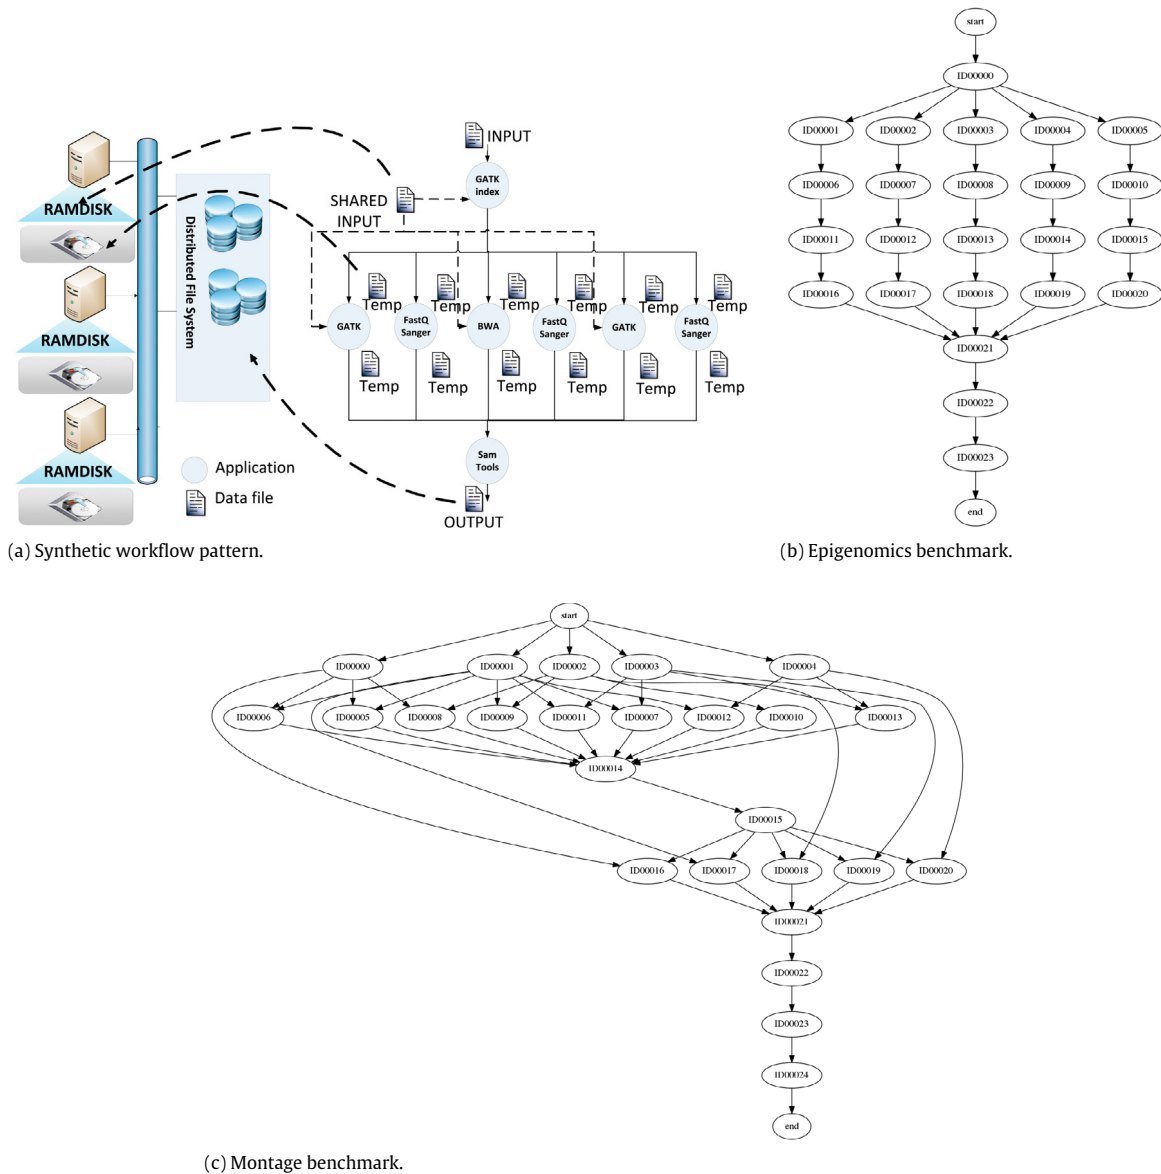 INPUT
GATK
index
SHARED
INPUT
RAMDISK
Distributed File System
Temp Temp Temp Temp Temp Temp
GATK
FastQ
Sanger
BWA
FastQ
Sanger
GATK
FastQ
Sanger
RAMDISK
Temp Temp Temp Temp Temp Temp
Sam
Tools
RAMDISK
Application
Data file
OUTPUT
(a) Synthetic workflow pattern.
start
ID00000
ID00001 ID00002 ID00003 ID00004 ID00005
ID00006 ID00007 ID00008 ID00009 ID00010
ID00011 ID00012 ID00013 ID00014 ID00015
ID00016 ID00017 ID00018 ID00019 ID00020
ID00021
ID00022
ID00023
end
(b) Epigenomics benchmark.
start
ID00000 ID00001 ID00002 ID00003 ID00004
ID00006 ID00005 ID00008 ID00009 ID00011 ID00007 ID00012 ID00010 ID00013
ID00014
ID00015
ID00016 ID00017 ID00018 ID00019 ID00020
ID00021
ID00022
ID00023
ID00024
end
(c) Montage benchmark.